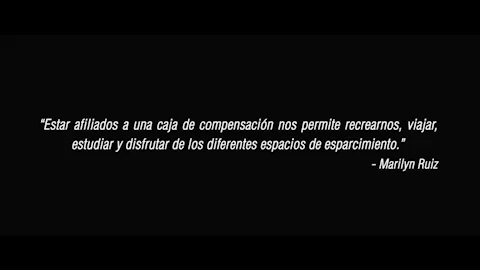 “Estar afiliados a una caja de compensación nos permite recrearnos, viajar,
estudiar y disfrutar de los diferentes espacios de esparcimiento.”
- Marilyn Ruiz